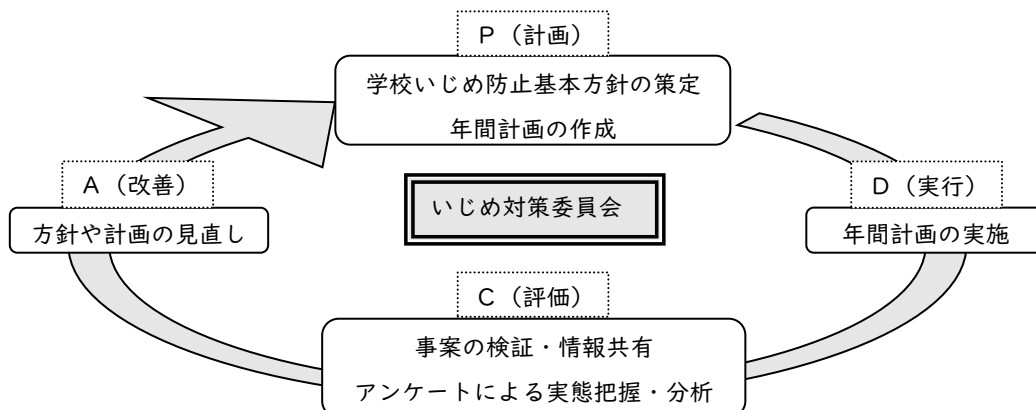 P（計画）
学校いじめ防止基本方針の策定
年間計画の作成
A（改善）
方針や計画の見直し
いじめ対策委員会
D（実行）
年間計画の実施
C（評価）
事案の検証・情報共有
アンケートによる実態把握・分析